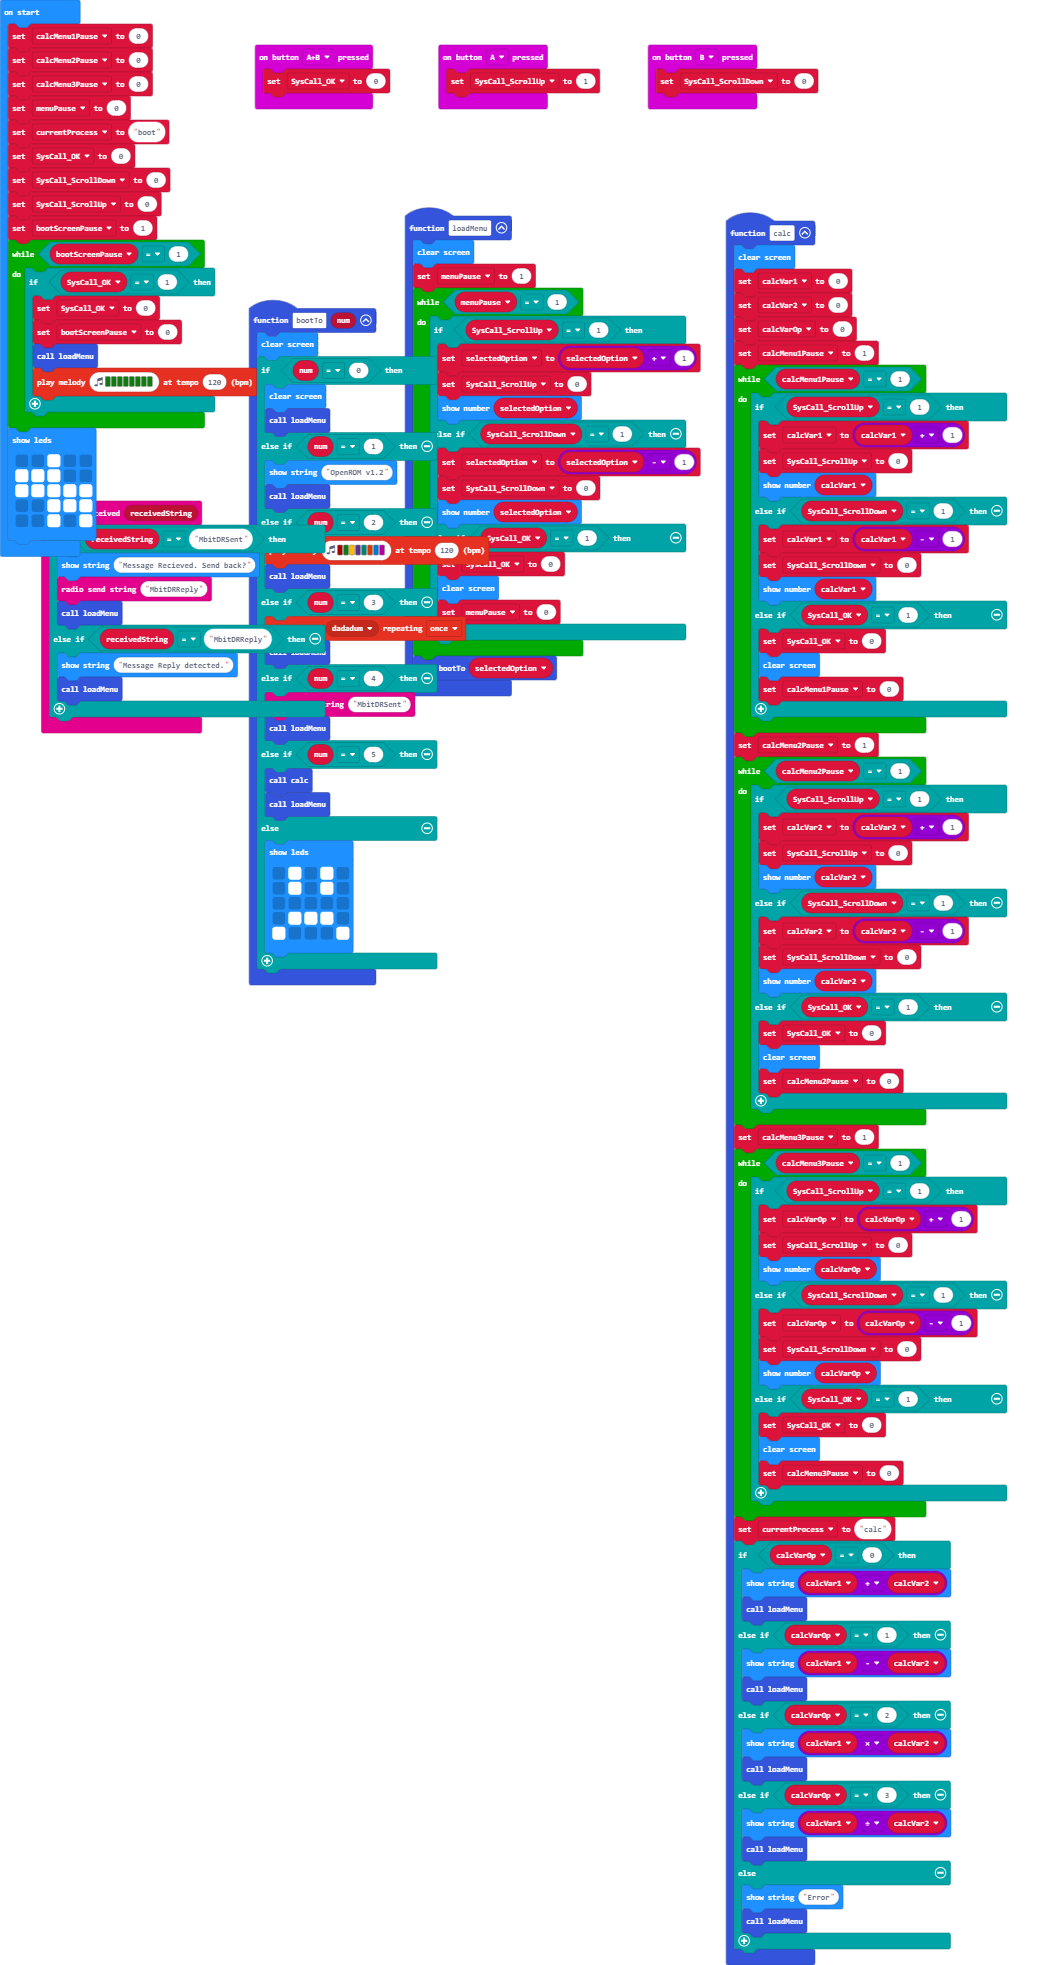 on start
set calcMenu1Pause to 0
set calcMenu2Pause to 0
set calcMenu3Pause to 0
set menuPause to 0
set currentProcess to "boot"
set SysCall_OK to 0
set SysCall_ScrollDown to 0
set SysCall_ScrollUp to 0
set bootScreenPause to 1
while bootScreenPause = 1
do
if SysCall_OK = 1 then
set SysCall_OK to 0
set bootScreenPause to 0
call loadMenu
play melody at tempo 120 (bpm)
show leds
on button A+B pressed
set SysCall_OK to 0
on button A pressed
set SysCall_ScrollUp to 1
on button B pressed
set SysCall_ScrollDown to 0
receivedString
receivedString = "MbitDRSent" then
show string "Message Recieved. Send back?"
radio send string "MbitDRReply"
call loadMenu
else if receivedString = "MbitDRReply" then
show string "Message Reply detected."
call loadMenu
function bootTo num
clear screen
if num = 0 then
clear screen
call loadMenu
else if num = 1 then
show string "OpenROM v1.2"
call loadMenu
else if num = 2 then
at tempo 120 (bpm)
call loadMenu
else if num = 3 then
dadadum repeating once
call loadMenu
else if num = 4 then
"MbitDRSent"
call loadMenu
else if num = 5 then
call calc
call loadMenu
else
show leds
function loadMenu
clear screen
set menuPause to 1
while menuPause = 1
do
if SysCall_ScrollUp = 1 then
set selectedOption to selectedOption + 1
set SysCall_ScrollUp to 0
show number selectedOption
else if SysCall_ScrollDown = 1 then
set selectedOption to selectedOption - 1
set SysCall_ScrollDown to 0
show number selectedOption
SysCall_OK = 1 then
set SysCall_OK to 0
clear screen
set menuPause to 0
bootTo selectedOption
function calc
clear screen
set calcVar1 to 0
set calcVar2 to 0
set calcVarOp to 0
set calcMenu1Pause to 1
while calcMenu1Pause = 1
do
if SysCall_ScrollUp = 1 then
set calcVar1 to calcVar1 + 1
set SysCall_ScrollUp to 0
show number calcVar1
else if SysCall_ScrollDown = 1 then
set calcVar1 to calcVar1 - 1
set SysCall_ScrollDown to 0
show number calcVar1
else if SysCall_OK = 1 then
set SysCall_OK to 0
clear screen
set calcMenu1Pause to 0
set calcMenu2Pause to 1
while calcMenu2Pause = 1
do
if SysCall_ScrollUp = 1 then
set calcVar2 to calcVar2 + 1
set SysCall_ScrollUp to 0
show number calcVar2
else if SysCall_ScrollDown = 1 then
set calcVar2 to calcVar2 - 1
set SysCall_ScrollDown to 0
show number calcVar2
else if SysCall_OK = 1 then
set SysCall_OK to 0
clear screen
set calcMenu2Pause to 0
set calcMenu3Pause to 1
while calcMenu3Pause = 1
do
if SysCall_ScrollUp = 1 then
set calcVarOp to calcVarOp + 1
set SysCall_ScrollUp to 0
show number calcVarOp
else if SysCall_ScrollDown = 1 then
set calcVarOp to calcVarOp - 1
set SysCall_ScrollDown to 0
show number calcVarOp
else if SysCall_OK = 1 then
set SysCall_OK to 0
clear screen
set calcMenu3Pause to 0
set currentProcess to "calc"
if calcVarOp = 0 then
show string calcVar1 + calcVar2
call loadMenu
else if calcVarOp = 1 then
show string calcVar1 - calcVar2
call loadMenu
else if calcVarOp = 2 then
show string calcVar1 × calcVar2
call loadMenu
else if calcVarOp = 3 then
show string calcVar1 ÷ calcVar2
call loadMenu
else
show string "Error"
call loadMenu